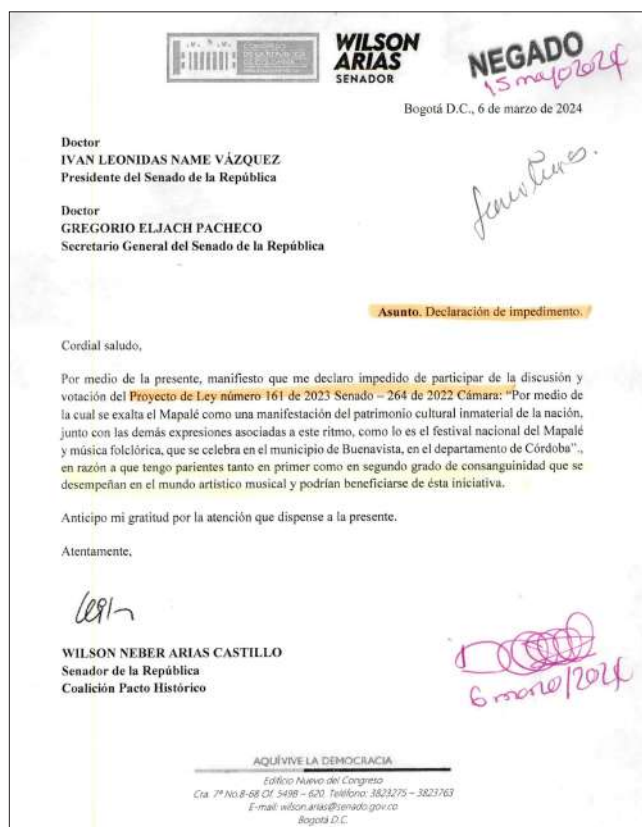 WILSON
ARIAS
SENADOR
NEGADO
15 mayo 2024
Bogotá D.C., 6 de marzo de 2024
Doctor
IVAN LEONIDAS NAME VÁZQUEZ
Presidente del Senado de la República
Doctor
GREGORIO ELJACH PACHECO
Secretario General del Senado de la República
Asunto. Declaración de impedimento.
Cordial saludo,
Por medio de la presente, manifiesto que me declaro impedido de participar de la discusión y
votación del Proyecto de Ley número 161 de 2023 Senado – 264 de 2022 Cámara: “Por medio de
la cual se exalta el Mapalé como una manifestación del patrimonio cultural inmaterial de la nación,
junto con las demás expresiones asociadas a este ritmo, como lo es el festival nacional del Mapalé
y música folclórica, que se celebra en el municipio de Buenavista, en el departamento de Córdoba”.,
en razón a que tengo parientes tanto en primer como en segundo grado de consanguinidad que se
desempeñan en el mundo artístico musical y podrían beneficiarse de ésta iniciativa.
Anticipo mi gratitud por la atención que dispense a la presente.
Atentamente,
WILSON NEBER ARIAS CASTILLO
Senador de la República
Coalición Pacto Histórico
6 marzo/2024
AQUÍVIVE LA DEMOCRACIA
Edificio Nuevo del Congreso
Cra. 7ª No.8-68 Of. 549B – 620, Teléfono: 3823275 – 3823763
E-mail: wilson.arias@senado.gov.co
Bogotá D.C.